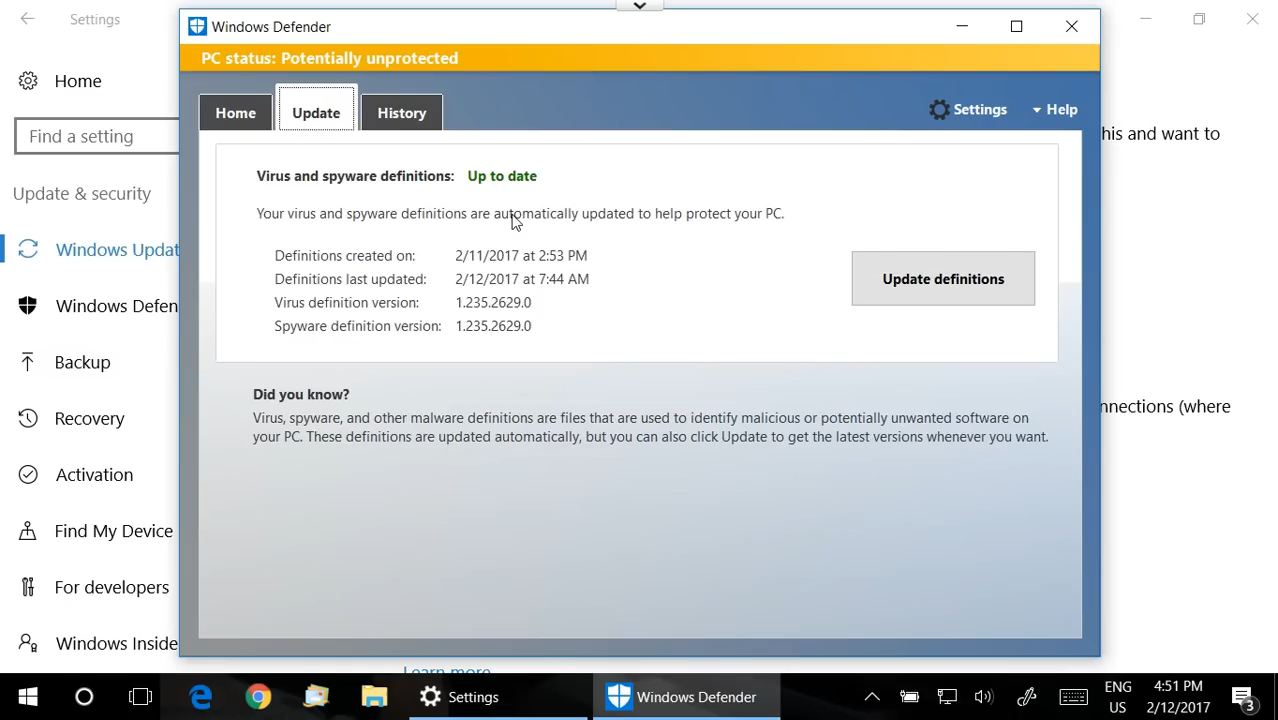 Settings
Home
Find a setting
Update & security
Windows Updat
Windows Defen
Backup
Recovery
Activation
Find My Device
For developers
Windows Inside
Windows Defender
PC status: Potentially unprotected
Home
Update
History
Settings
Help
Virus and spyware definitions: Up to date
Your virus and spyware definitions are automatically updated to help protect your PC.
Definitions created on: 2/11/2017 at 2:53 PM
Definitions last updated: 2/12/2017 at 7:44 AM
Virus definition version: 1.235.2629.0
Spyware definition version: 1.235.2629.0
Update definitions
Did you know?
Virus, spyware, and other malware definitions are files that are used to identify malicious or potentially unwanted software on
your PC. These definitions are updated automatically, but you can also click Update to get the latest versions whenever you want.
his and want to
nnections (where
Learn more
Settings
Windows Defender
ENG
US
4:51 PM
2/12/2017
3